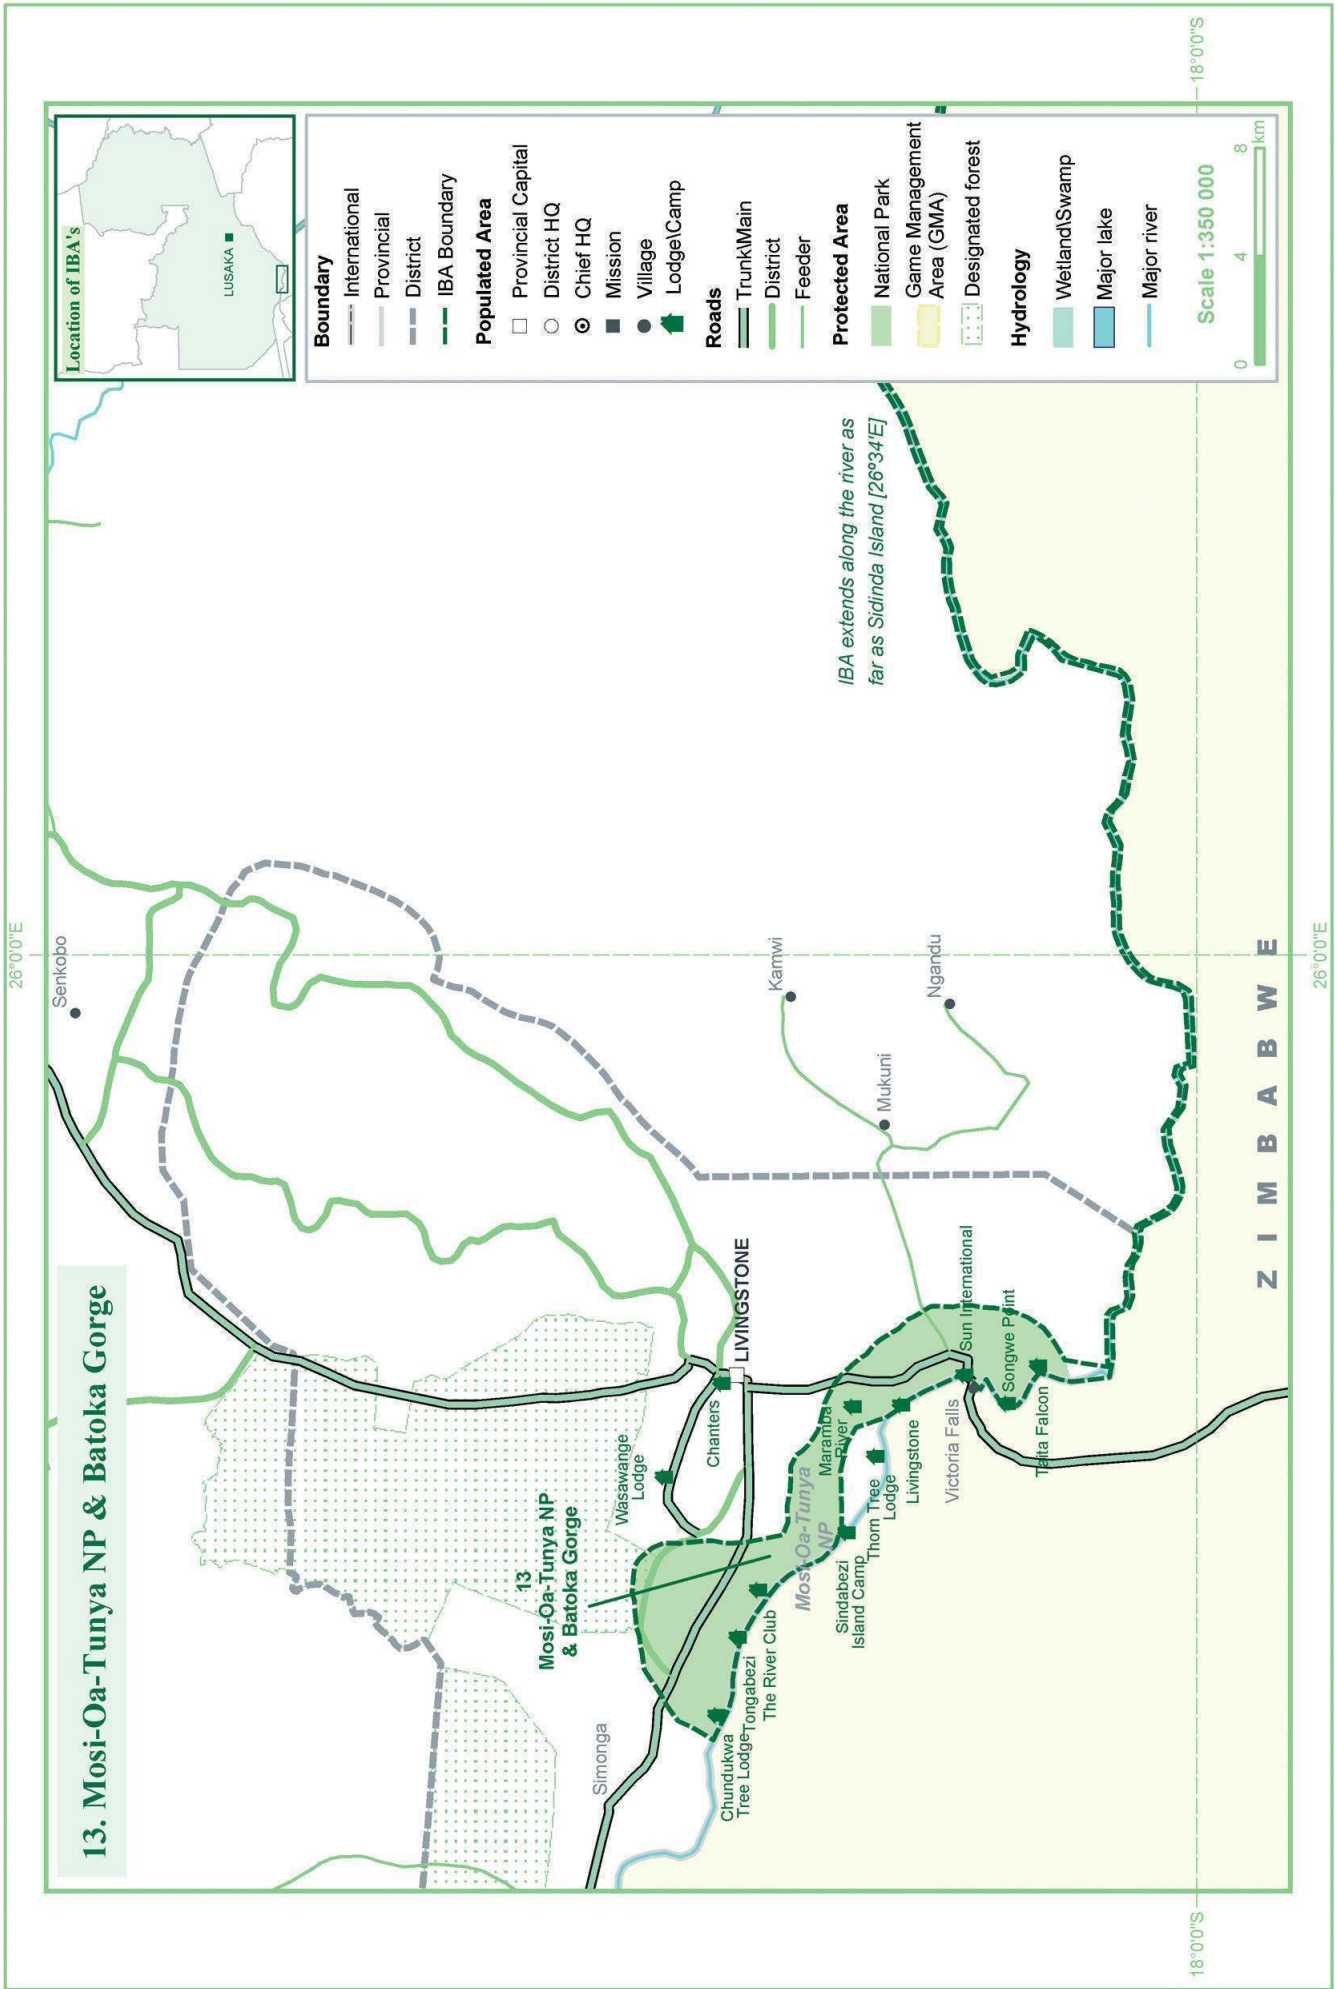 13. Mosi-Oa-Tunya NP & Batoka Gorge
26°0'0"E
Senkobo
Location of IBA's
LUSAKA
Boundary
International
Provincial
District
IBA Boundary
Populated Area
Provincial Capital
District HQ
Chief HQ
Mission
Village
Lodge\Camp
Roads
Trunk\Main
District
Feeder
Protected Area
National Park
Game Management
Area (GMA)
Designated forest
Hydrology
Wetland\Swamp
Major lake
Major river
Scale 1:350 000
0
4
8
km
18°0'0"S
Simonga
13
Mosi-Oa-Tunya NP
& Batoka Gorge
Wasawange
Lodge
Chanters
LIVINGSTONE
Kamwi
Mukuni
Ngandu
IBA extends along the river as
far as Sidinda Island [26º34'E]
Chundukwa
Tree Lodge
Tongabezi
The River Club
Mosi-Oa-Tunya
NP
Sindabezi
Island Camp
Maramba
River
Thorn Tree
Lodge
Livingstone
Victoria Falls
Sun International
Songwe Point
Taita Falcon
ZIMBABWE
18°0'0"S
26°0'0"E